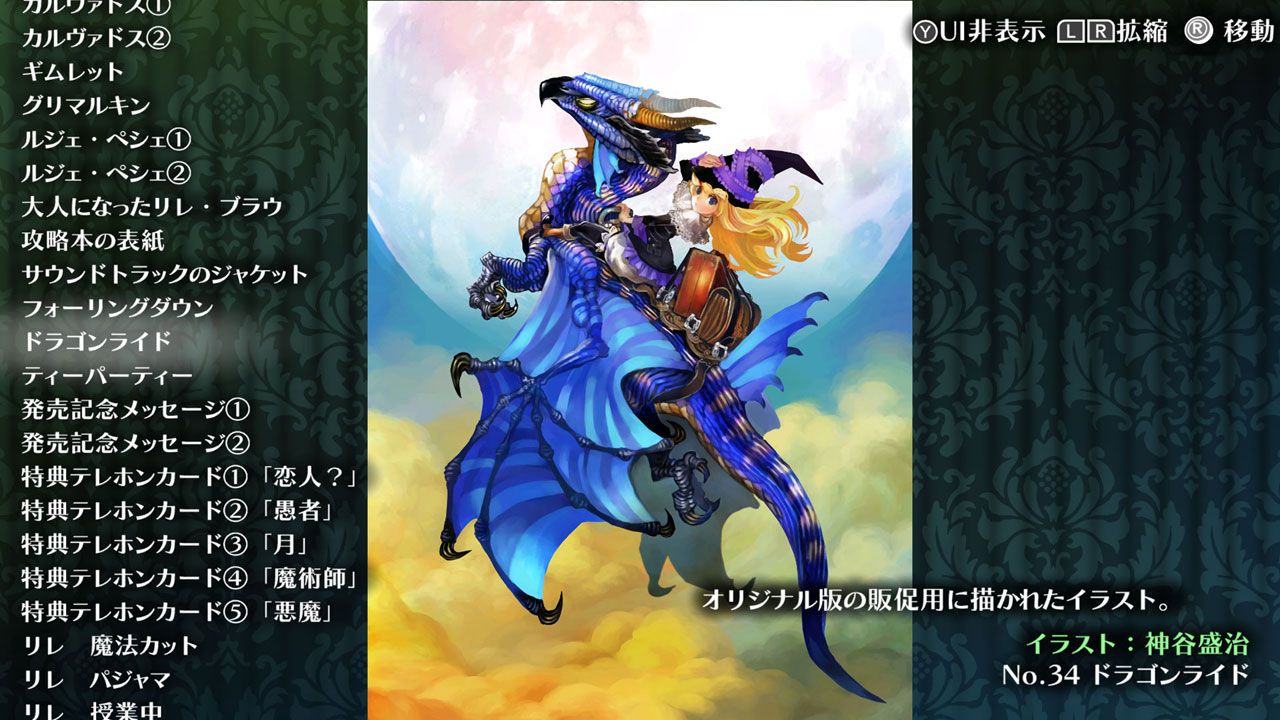 カルヴァドス①
カルヴァドス②
ギムレット
グリマルキン
ルジェ・ペシェ①
ルジェ・ペシェ②
大人になったリレ・ブラウ
攻略本の表紙
サウンドトラックのジャケット
フォーリングダウン
ドラゴンライド
ティーパーティー
発売記念メッセージ①
発売記念メッセージ②
特典テレホンカード①「恋人？」
特典テレホンカード②「愚者」
特典テレホンカード③「月」
特典テレホンカード④「魔術師」
特典テレホンカード⑤「悪魔」
リレ　魔法カット
リレ　パジャマ
リレ　授業中
ⓎUI非表示 LR拡縮 Ⓡ移動
オリジナル版の販促用に描かれたイラスト。
イラスト：神谷盛治
No.34 ドラゴンライド